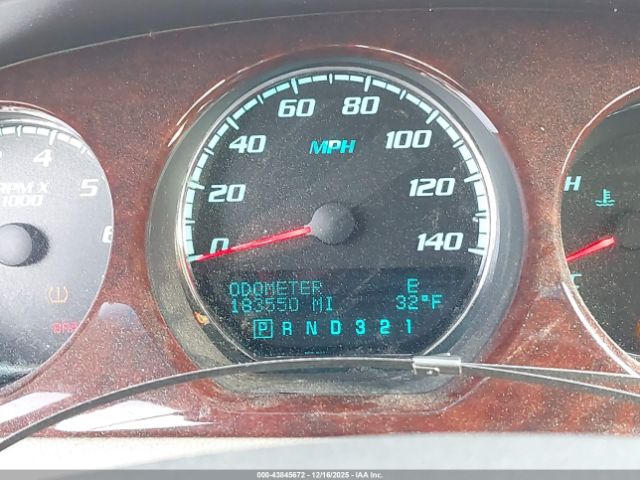 60 80
40 100
MPH
20 120
0 140
4
5
6
RPM X
1000
H
C
ODOMETER E
183550 MI 32°F
P R N D 3 2 1
000-43845672 | 12/16/2025 | IAA Inc.